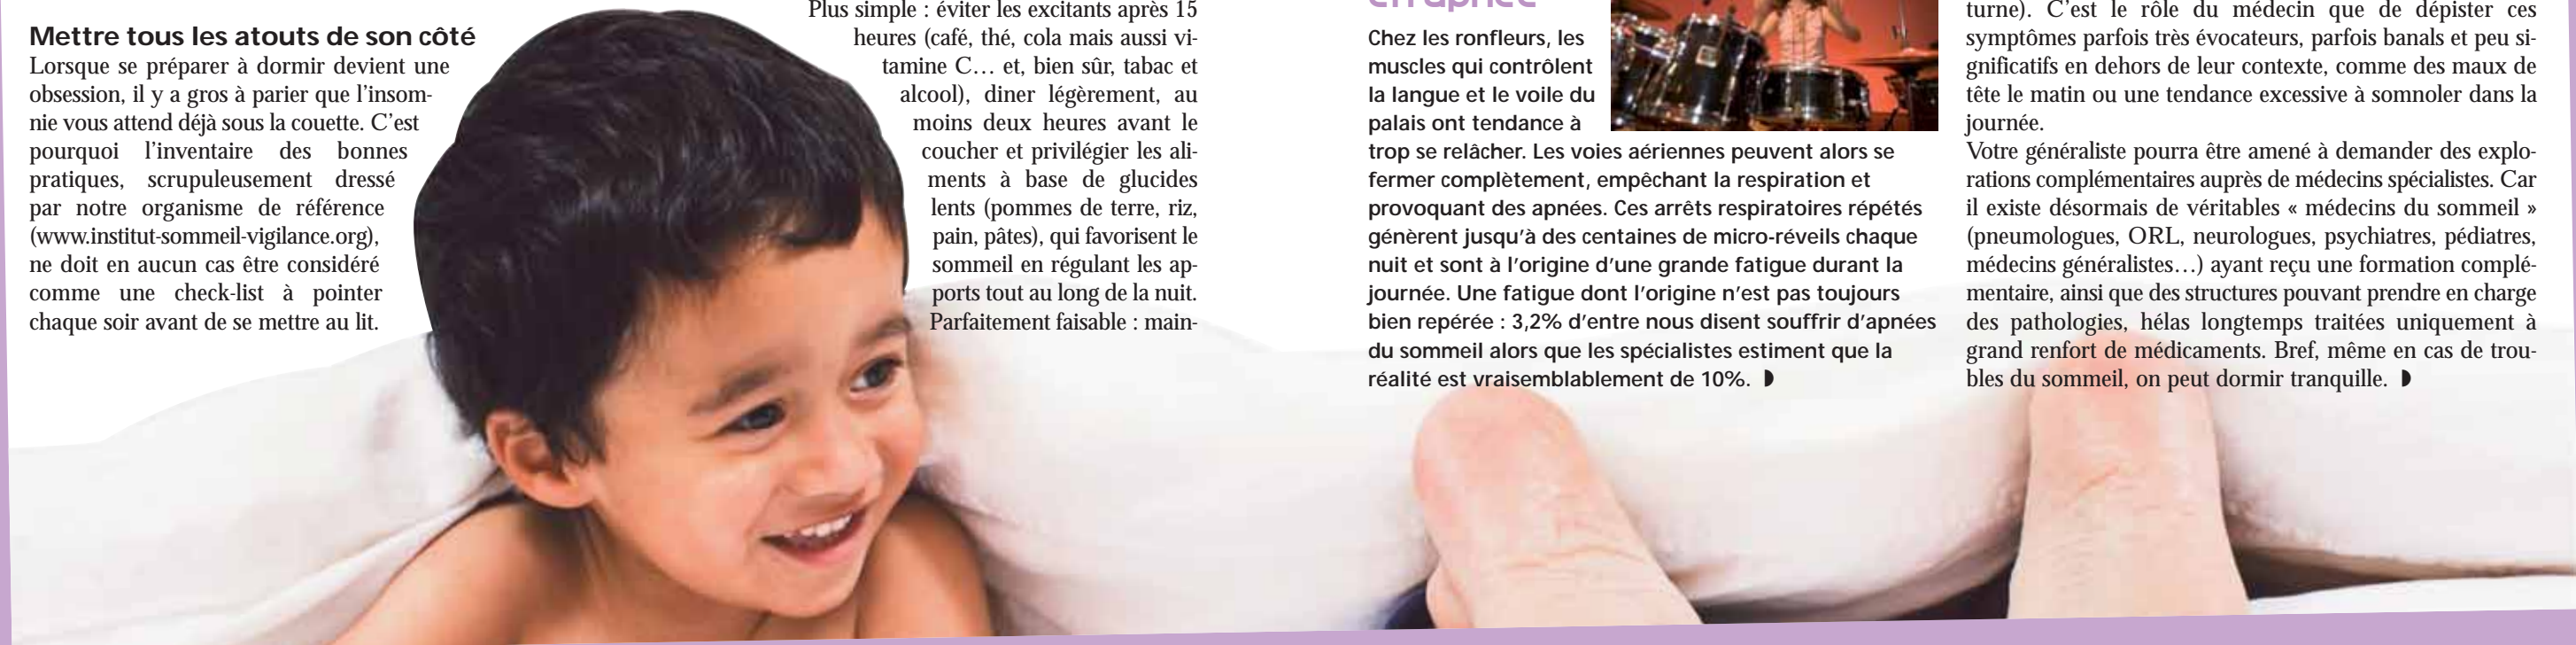 Mettre tous les atouts de son côté
Lorsque se préparer à dormir devient une
obsession, il y a gros à parier que l'insom-
nie vous attend déjà sous la couette. C'est
pourquoi l'inventaire des bonnes
pratiques, scrupuleusement dressé
par notre organisme de référence
(www.institut-sommeil-vigilance.org),
ne doit en aucun cas être considéré
comme une check-list à pointer
chaque soir avant de se mettre au lit.
Plus simple : éviter les excitants après 15
heures (café, thé, cola mais aussi vi-
tamine C… et, bien sûr, tabac et
alcool), diner légèrement, au
moins deux heures avant le
coucher et privilégier les ali-
ments à base de glucides
lents (pommes de terre, riz,
pain, pâtes), qui favorisent le
sommeil en régulant les ap-
ports tout au long de la nuit.
Parfaitement faisable : main-
en apnée
Chez les ronfleurs, les
muscles qui contrôlent
la langue et le voile du
palais ont tendance à
trop se relâcher. Les voies aériennes peuvent alors se
fermer complètement, empêchant la respiration et
provoquant des apnées. Ces arrêts respiratoires répétés
génèrent jusqu'à des centaines de micro-réveils chaque
nuit et sont à l'origine d'une grande fatigue durant la
journée. Une fatigue dont l'origine n'est pas toujours
bien repérée : 3,2% d'entre nous disent souffrir d'apnées
du sommeil alors que les spécialistes estiment que la
réalité est vraisemblablement de 10%.
turne). C'est le rôle du médecin que de dépister ces
symptômes parfois très évocateurs, parfois banals et peu si-
gnificatifs en dehors de leur contexte, comme des maux de
tête le matin ou une tendance excessive à somnoler dans la
journée.
Votre généraliste pourra être amené à demander des explo-
rations complémentaires auprès de médecins spécialistes. Car
il existe désormais de véritables « médecins du sommeil »
(pneumologues, ORL, neurologues, psychiatres, pédiatres,
médecins généralistes…) ayant reçu une formation complé-
mentaire, ainsi que des structures pouvant prendre en charge
des pathologies, hélas longtemps traitées uniquement à
grand renfort de médicaments. Bref, même en cas de trou-
bles du sommeil, on peut dormir tranquille.